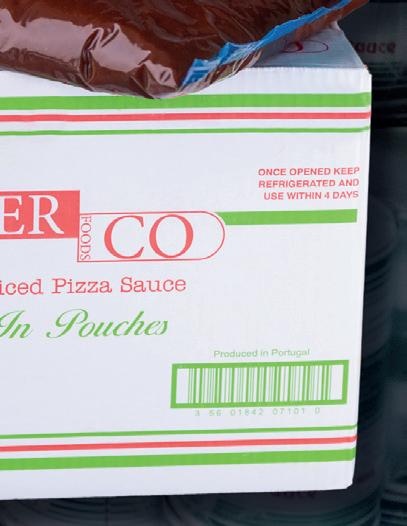 ONCE OPENED KEEP
REFRIGERATED AND
USE WITHIN 4 DAYS
ER FOODS CO
iced Pizza Sauce
In Pouches
Produced in Portugal
3 56 01842 07101 0